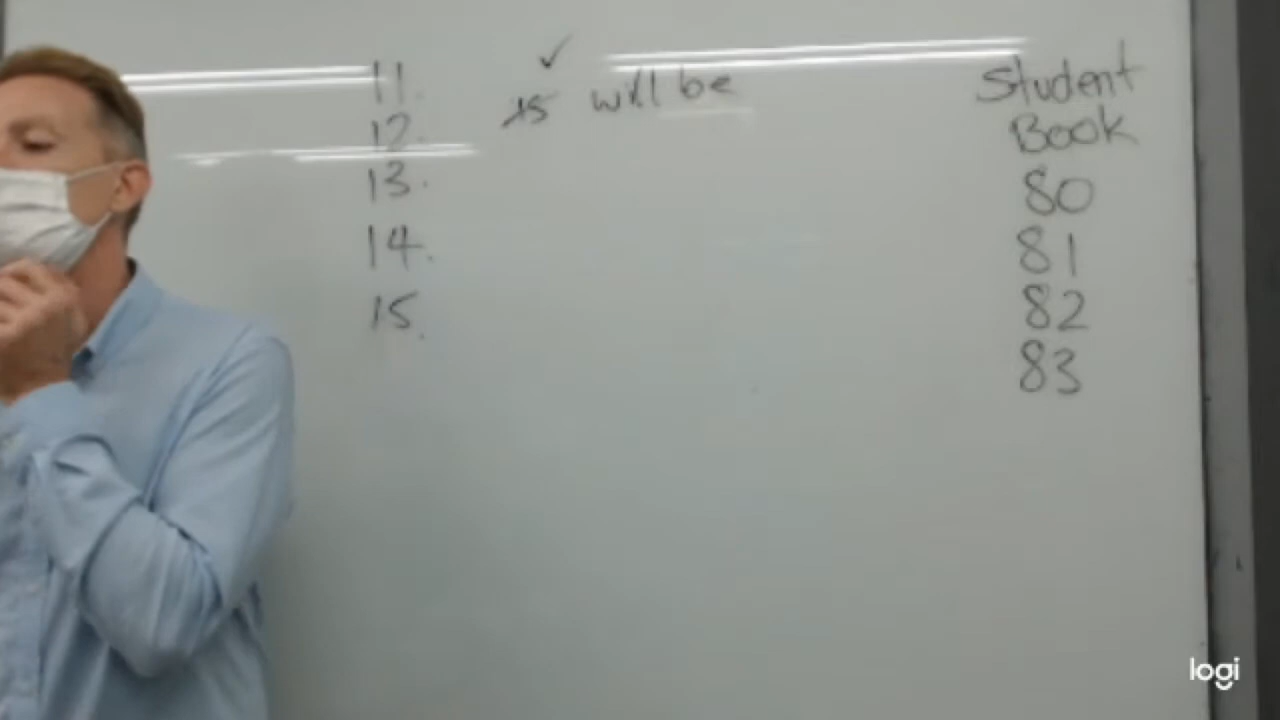 11.
12.
13.
14.
15.
✓
is will be
Student
Book
80
81
82
83
logi